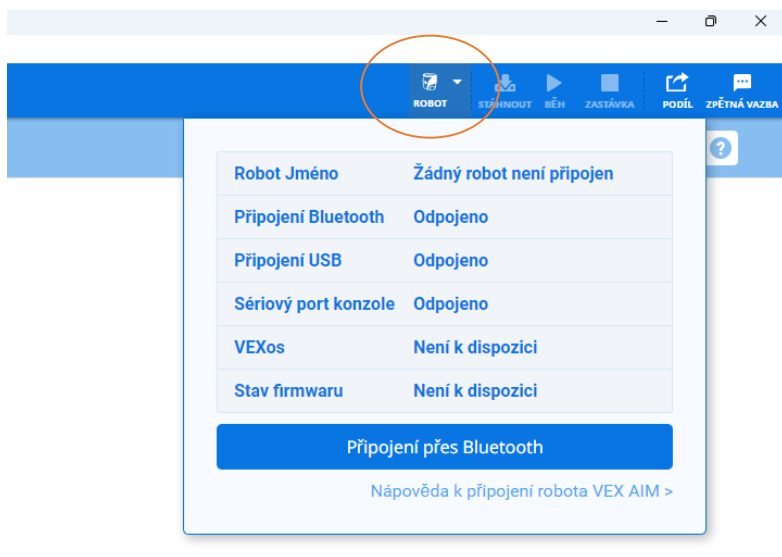 ROBOT STÁHNOUT BĚH ZASTÁVKA PODÍL ZPĚTNÁ VAZBA
?
Robot Jméno Žádný robot není připojen
Připojení Bluetooth Odpojeno
Připojení USB Odpojeno
Sériový port konzole Odpojeno
VEXos Není k dispozici
Stav firmwaru Není k dispozici
Připojení přes Bluetooth
Nápověda k připojení robota VEX AIM >